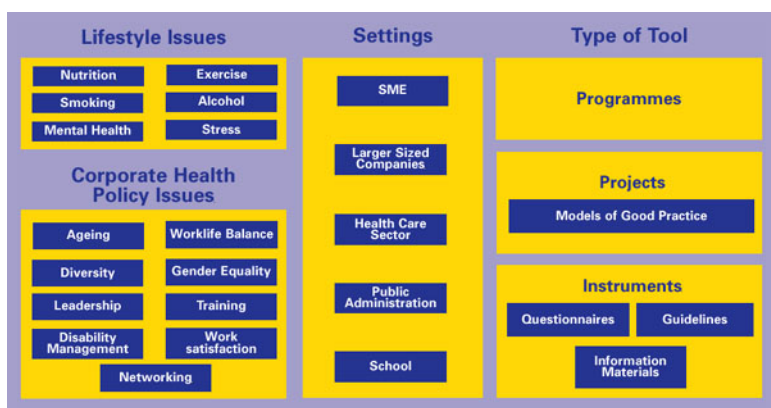 Lifestyle Issues
Nutrition
Exercise
Smoking
Alcohol
Mental Health
Stress
Corporate Health
Policy Issues
Ageing
Worklife Balance
Diversity
Gender Equality
Leadership
Training
Disability
Management
Work
satisfaction
Networking
Settings
SME
Larger Sized
Companies
Health Care
Sector
Public
Administration
School
Type of Tool
Programmes
Projects
Models of Good Practice
Instruments
Questionnaires
Guidelines
Information
Materials